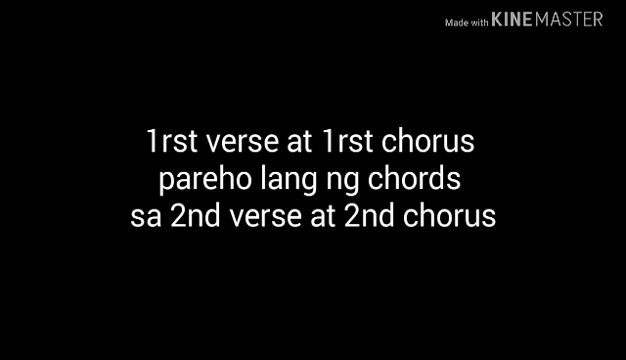 Made with KINEMASTER
1rst verse at 1rst chorus
pareho lang ng chords
sa 2nd verse at 2nd chorus